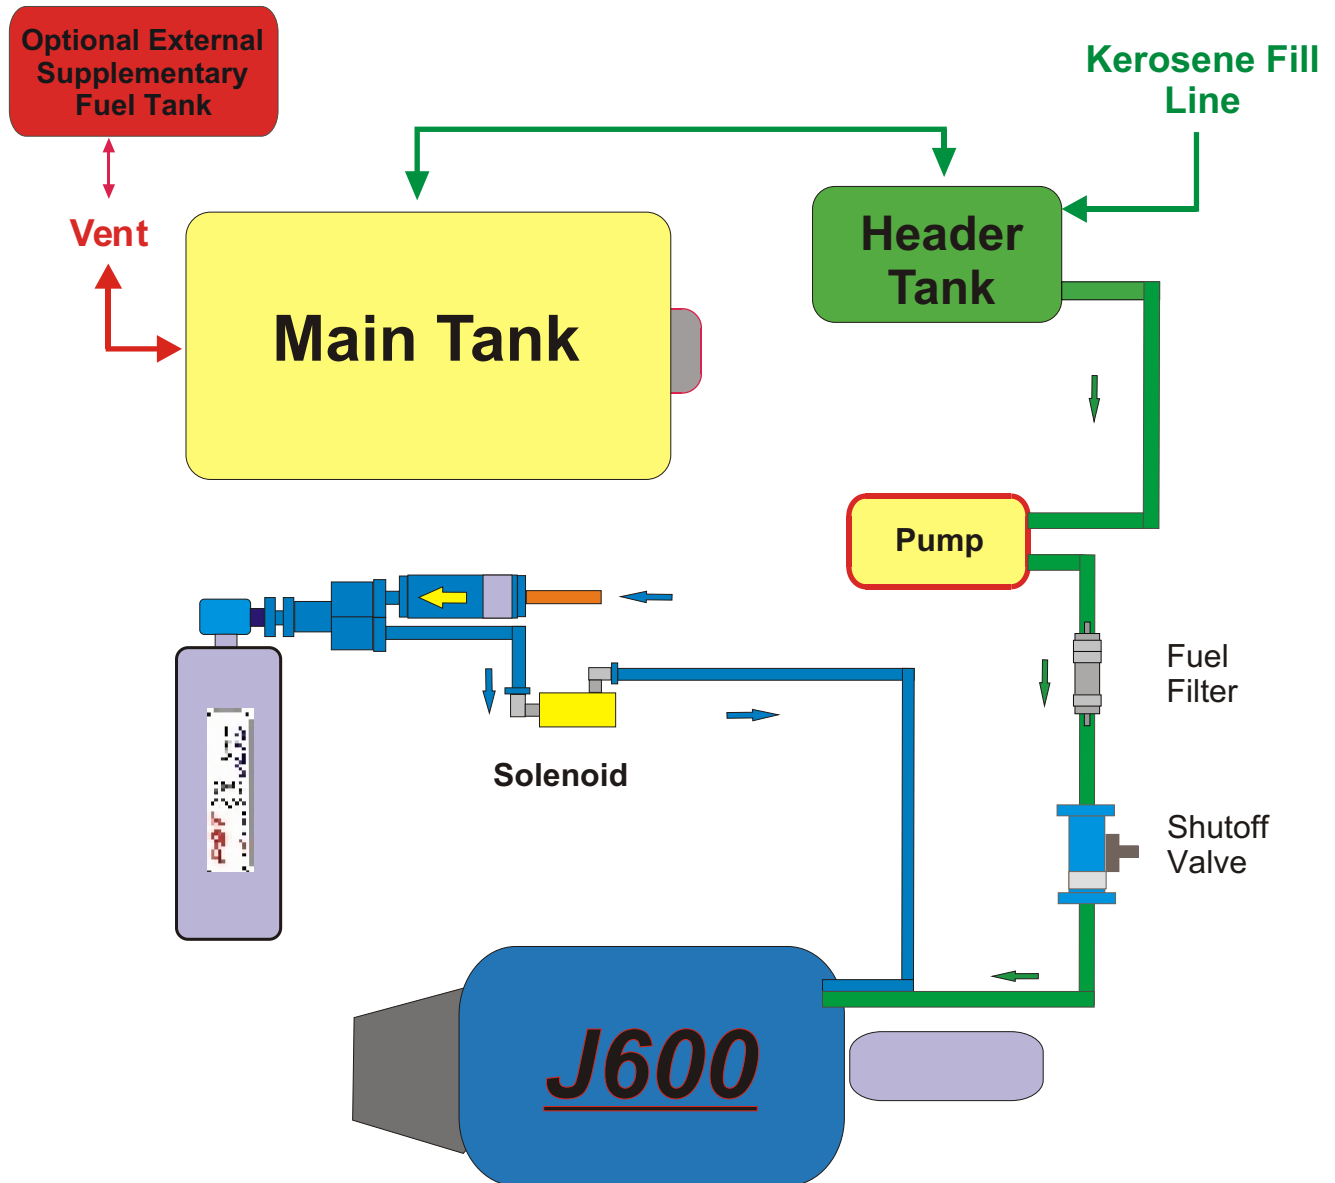 Optional External
Supplementary
Fuel Tank
Kerosene Fill
Line
Vent
Main Tank
Header
Tank
Pump
Fuel
Filter
Solenoid
Shutoff
Valve
J600